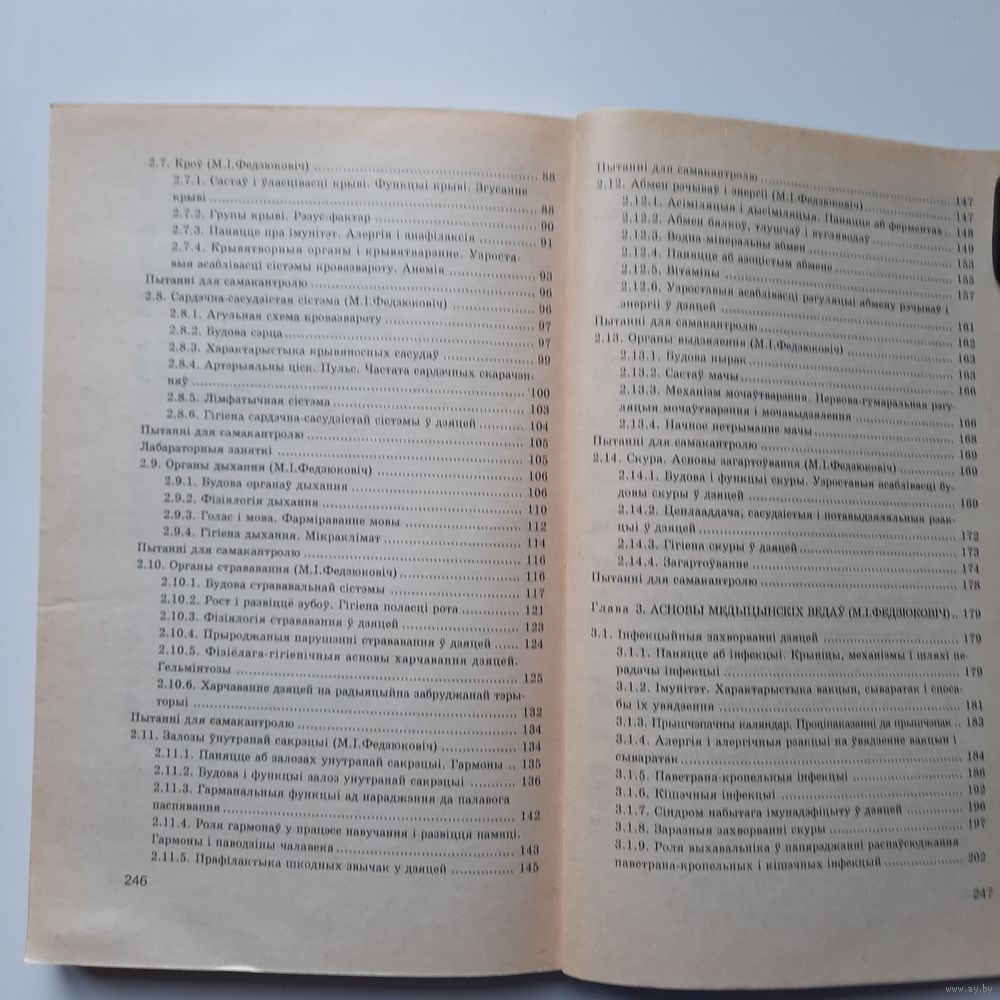 2.7. Кроў (М.І.Федзюковіч) ........ 88
2.7.1. Састаў і ўласцівасці крыві. Функцыі крыві. Згусанне
крыві ........ 88
2.7.2. Групы крыві. Рэзус-фактар ........ 90
2.7.3. Паняцце пра імунітэт. Алергія і анафілаксія ........ 91
2.7.4. Крывятворныя органы і крывятварэнне. Узроста-
выя асаблівасці сістэмы кровазвароту. Анемія ........ 93
Пытанні для самакантролю ........ 96
2.8. Сардэчна-сасудзістая сістэма (М.І.Федзюковіч) ........ 96
2.8.1. Агульная схема кровазвароту ........ 97
2.8.2. Будова сэрца ........ 97
2.8.3. Характарыстыка крывяносных сасудаў ........ 99
2.8.4. Артэрыяльны ціск. Пульс. Частата сардэчных скарачэн-
няў ........ 100
2.8.5. Лімфатычная сістэма ........ 103
2.8.6. Гігіена сардэчна-сасудзістай сістэмы ў дзяцей ........ 104
Пытанні для самакантролю ........ 105
Лабараторныя заняткі ........ 105
2.9. Органы дыхання (М.І.Федзюковіч) ........ 106
2.9.1. Будова органаў дыхання ........ 106
2.9.2. Фізіялогія дыхання ........ 110
2.9.3. Голас і мова. Фарміраванне мовы ........ 112
2.9.4. Гігіена дыхання. Мікраклімат ........ 114
Пытанні для самакантролю ........ 116
2.10. Органы стрававання (М.І.Федзюковіч) ........ 116
2.10.1. Будова стрававальнай сістэмы ........ 117
2.10.2. Рост і развіццё зубоў. Гігіена поласці рота ........ 121
2.10.3. Фізіялогія стрававання ў дзяцей ........ 123
2.10.4. Прыроджаныя парушэнні стрававання ў дзяцей ...... 124
2.10.5. Фізіёлага-гігіенічныя асновы харчавання дзяцей.
Гельмінтозы ........ 125
2.10.6. Харчаванне дзяцей на радыяцыйна забруджанай тэры-
торыі ........ 132
Пытанні для самакантролю ........ 134
2.11. Залозы ўнутранай сакрэцыі (М.І.Федзюковіч) ........ 134
2.11.1. Паняцце аб залозах унутранай сакрэцыі. Гармоны .. 135
2.11.2. Будова і функцыі залоз унутранай сакрэцыі ........ 136
2.11.3. Гарманальныя функцыі ад нараджэння да палавога
паспявання ........ 142
2.11.4. Роля гармонаў у працэсе навучання і развіцця памяці.
Гармоны і паводзіны чалавека ........ 143
2.11.5. Прафілактыка шкодных звычак у дзяцей ........ 145
246
Пытанні для самакантролю ........ 147
2.12. Абмен рэчываў і энергіі (М.І.Федзюковіч) ........ 147
2.12.1. Асіміляцыя і дысіміляцыя. Паняцце аб ферментах .. 148
2.12.2. Абмен бялкоў, тлушчаў і вугляводаў ........ 149
2.12.3. Водна-мінеральны абмен ........ 153
2.12.4. Паняцце аб азоцістым абмене ........ 155
2.12.5. Вітаміны ........ 157
2.12.6. Узроставыя асаблівасці рэгуляцыі абмену рэчываў і
энергіі ў дзяцей ........ 161
Пытанні для самакантролю ........ 162
2.13. Органы выдзялення (М.І.Федзюковіч) ........ 163
2.13.1. Будова нырак ........ 163
2.13.2. Састаў мачы ........ 166
2.13.3. Механізм мочаўтварэння. Нервова-гумаральная рэгу-
ляцыя мочаўтварэння і мочавыдзялення ........ 166
2.13.4. Начное нетрыманне мачы ........ 168
Пытанні для самакантролю ........ 169
2.14. Скура. Асновы загартоўвання (М.І.Федзюковіч) ........ 169
2.14.1. Будова і функцыі скуры. Узроставыя асаблівасці бу-
довы скуры ў дзяцей ........ 169
2.14.2. Цеплааддача, сасудзістыя і потавыдзяляльныя рэак-
цыі ў дзяцей ........ 172
2.14.3. Гігіена скуры ў дзяцей ........ 173
2.14.4. Загартоўванне ........ 174
Пытанні для самакантролю ........ 178
Глава 3. АСНОВЫ МЕДЫЦЫНСКІХ ВЕДАЎ (М.І.ФЕДЗЮКОВІЧ) .. 179
3.1. Інфекцыйныя захворванні дзяцей ........ 179
3.1.1. Паняцце аб інфекцыі. Крыніцы, механізмы і шляхі пе-
радачы інфекцыі ........ 179
3.1.2. Імунітэт. Характарыстыка вакцын, сываратак і споса-
бы іх увядзення ........ 181
3.1.3. Прышчэпачны каляндар. Проціпаказанні да прышчэпак .. 183
3.1.4. Алергія і алергічныя рэакцыі на ўвядзенне вакцын і
сываратак ........ 184
3.1.5. Паветрана-кропельныя інфекцыі ........ 186
3.1.6. Кішэчныя інфекцыі ........ 192
3.1.7. Сіндром набытага імунадэфіцыту ў дзяцей ........ 196
3.1.8. Заразныя захворванні скуры ........ 197
3.1.9. Роля выхавальніка ў папярэджанні распаўсюджання
паветрана-кропельных і кішэчных інфекцый ........ 202
247
www.ay.by